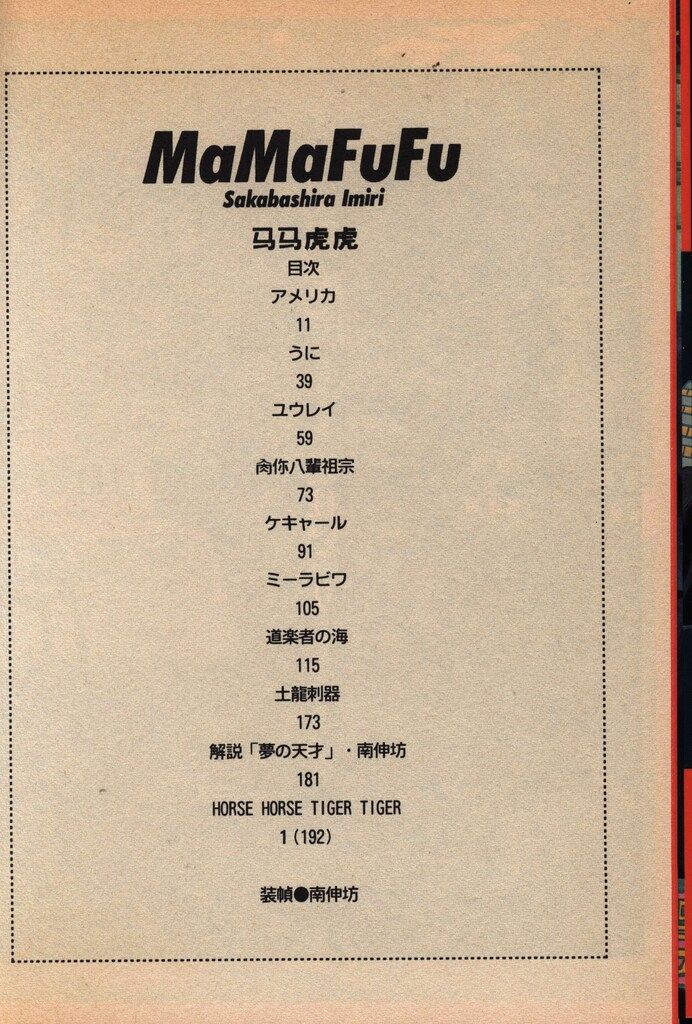 MaMaFuFu
Sakabashira Imiri
马马虎虎
目次
アメリカ
11
うに
39
ユウレイ
59
肏你八輩祖宗
73
ケキャール
91
ミーラビワ
105
道楽者の海
115
土龍刺器
173
解説「夢の天才」・南伸坊
181
HORSE HORSE TIGER TIGER
1(192)
装幀●南伸坊